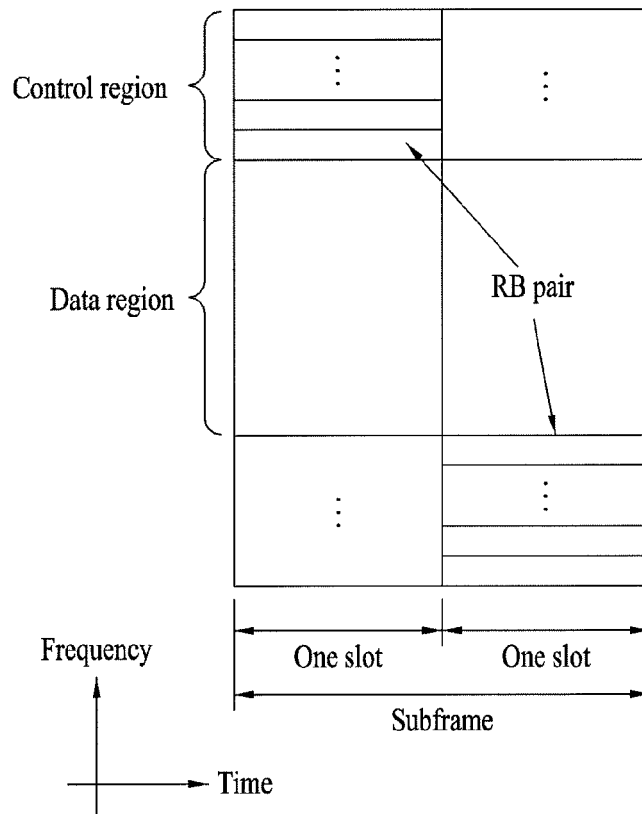 Control region
Data region
RB pair
One slot
One slot
Frequency
Subframe
Time